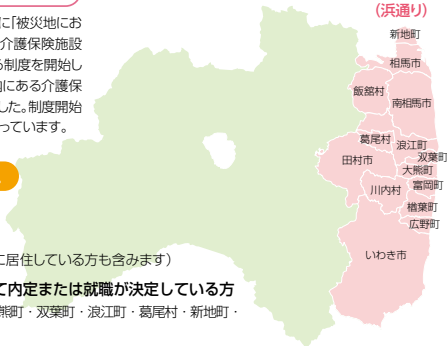 (浜通り)
に「被災地にお
介護保険施設
制度を開始し
にある介護保
した。制度開始
っています。
新地町
相馬市
飯舘村
南相馬市
葛尾村
浪江町
双葉町
田村市
大熊町
川内村
富岡町
楢葉町
広野町
いわき市
に居住している方も含みます)
て内定または就職が決定している方
熊町・双葉町・浪江町・葛尾村・新地町・